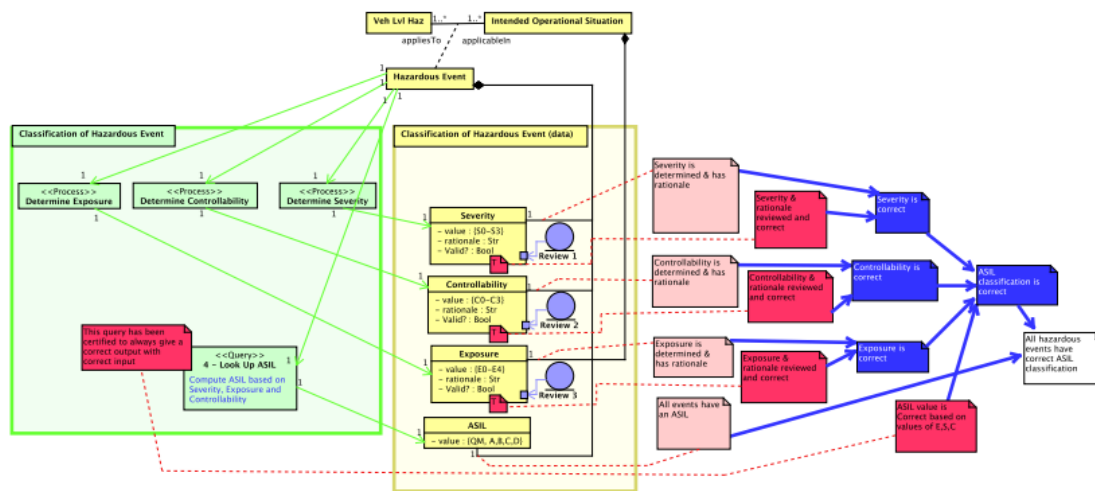 Veh Lvl Haz
1..*
1..*
Intended Operational Situation
appliesTo
applicableIn
1
Hazardous Event
1
1
1
Classification of Hazardous Event
Classification of Hazardous Event (data)
1
1
1
<<Process>>
Determine Exposure
<<Process>>
Determine Controllability
<<Process>>
Determine Severity
1
1
1
1
Severity
1
- value : {S0-S3}
- rationale : Str
- Valid? : Bool
T
Review 1
1
Controllability
1
- value : {C0-C3}
- rationale : Str
- Valid? : Bool
T
Review 2
1
Exposure
1
- value : {E0-E4}
- rationale : Str
- Valid? : Bool
T
Review 3
ASIL
- value : {QM, A,B,C,D}
1
1
This query has been
certified to always give a
correct output with
correct input
<<Query>>
4 - Look Up ASIL
Compute ASIL based on
Severity, Exposure and
Controllability
1
1
Severity is
determined & has
rationale
Severity &
rationale reviewed and
correct
Severity is
correct
Controllability is
determined & has
rationale
Controllability &
rationale reviewed and
correct
Controllability is
correct
ASIL
classification is
correct
Exposure is
determined & has
rationale
Exposure &
rationale reviewed and
correct
Exposure is
correct
All hazardous
events have
correct ASIL
classification
All events have
an ASIL
ASIL value is
Correct based on
values of E,S,C